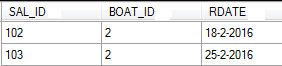 SAL_ID BOAT_ID RDATE
102 2 18-2-2016
103 2 25-2-2016